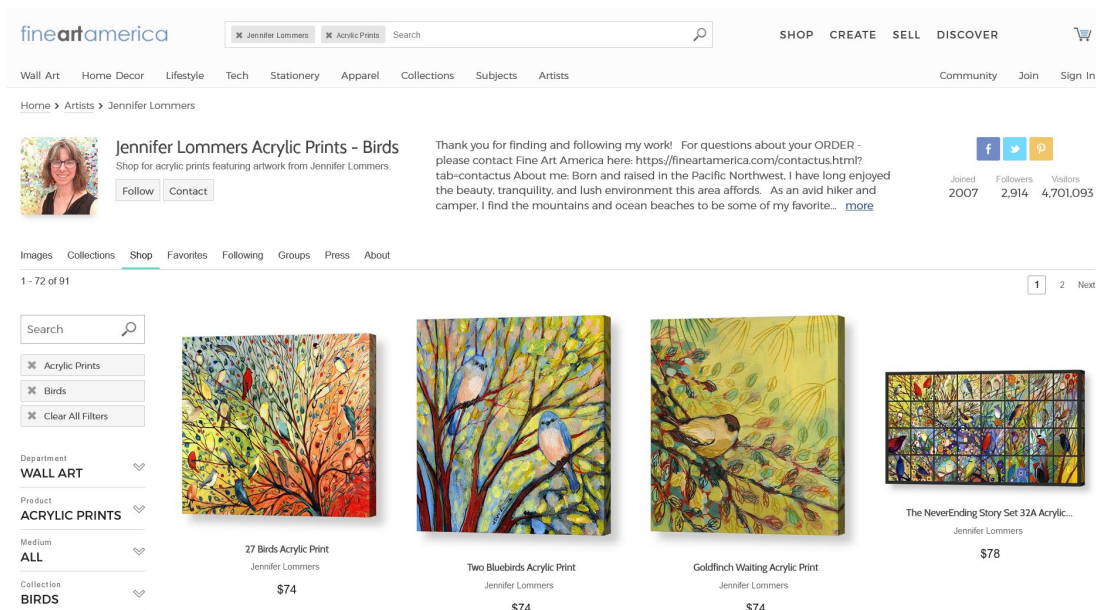 fineartamerica
✖ Jennifer Lommers ✖ Acrylic Prints Search
SHOP CREATE SELL DISCOVER
Wall Art Home Decor Lifestyle Tech Stationery Apparel Collections Subjects Artists
Community Join Sign In
Home > Artists > Jennifer Lommers
Jennifer Lommers Acrylic Prints - Birds
Shop for acrylic prints featuring artwork from Jennifer Lommers.
Follow Contact
Thank you for finding and following my work! For questions about your ORDER -
please contact Fine Art America here: https://fineartamerica.com/contactus.html?
tab=contactus About me: Born and raised in the Pacific Northwest, I have long enjoyed
the beauty, tranquility, and lush environment this area affords. As an avid hiker and
camper, I find the mountains and ocean beaches to be some of my favorite... more
Joined Followers Visitors
2007 2,914 4,701,093
Images Collections Shop Favorites Following Groups Press About
1 - 72 of 91
1 2 Next
Search
✖ Acrylic Prints
✖ Birds
✖ Clear All Filters
Department
WALL ART
Product
ACRYLIC PRINTS
Medium
ALL
Collection
BIRDS
27 Birds Acrylic Print
Jennifer Lommers
$74
Two Bluebirds Acrylic Print
Jennifer Lommers
$74
Goldfinch Waiting Acrylic Print
Jennifer Lommers
$74
The NeverEnding Story Set 32A Acrylic...
Jennifer Lommers
$78